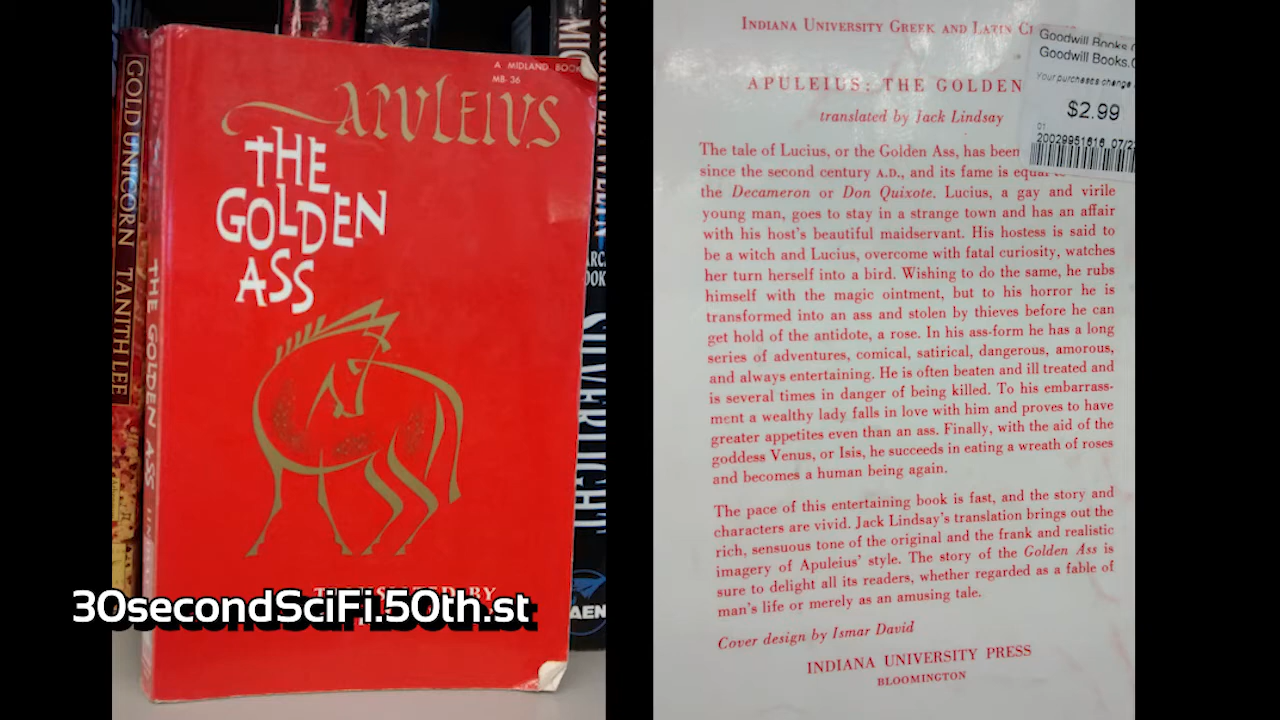 A MIDLAND BOOK
MB-36
APULEIUS
THE
GOLDEN
ASS
GOLD UNICORN TANITH LEE
THE GOLDEN ASS
SILVERLIGHT
30secondSciFi.50th.st
INDIANA UNIVERSITY GREEK AND LATIN
Goodwill Books
Goodwill Books.
Your purchases change
$2.99
01
20029951616 07/2
APULEIUS: THE GOLDEN
translated by Jack Lindsay
The tale of Lucius, or the Golden Ass, has been
since the second century A.D., and its fame is equal
the Decameron or Don Quixote. Lucius, a gay and virile
young man, goes to stay in a strange town and has an affair
with his host's beautiful maidservant. His hostess is said to
be a witch and Lucius, overcome with fatal curiosity, watches
her turn herself into a bird. Wishing to do the same, he rubs
himself with the magic ointment, but to his horror he is
transformed into an ass and stolen by thieves before he can
get hold of the antidote, a rose. In his ass-form he has a long
series of adventures, comical, satirical, dangerous, amorous,
and always entertaining. He is often beaten and ill treated and
is several times in danger of being killed. To his embarrass-
ment a wealthy lady falls in love with him and proves to have
greater appetites even than an ass. Finally, with the aid of the
goddess Venus, or Isis, he succeeds in eating a wreath of roses
and becomes a human being again.
The pace of this entertaining book is fast, and the story and
characters are vivid. Jack Lindsay's translation brings out the
rich, sensuous tone of the original and the frank and realistic
imagery of Apuleius' style. The story of the Golden Ass is
sure to delight all its readers, whether regarded as a fable of
man's life or merely as an amusing tale.
Cover design by Ismar David
INDIANA UNIVERSITY PRESS
BLOOMINGTON